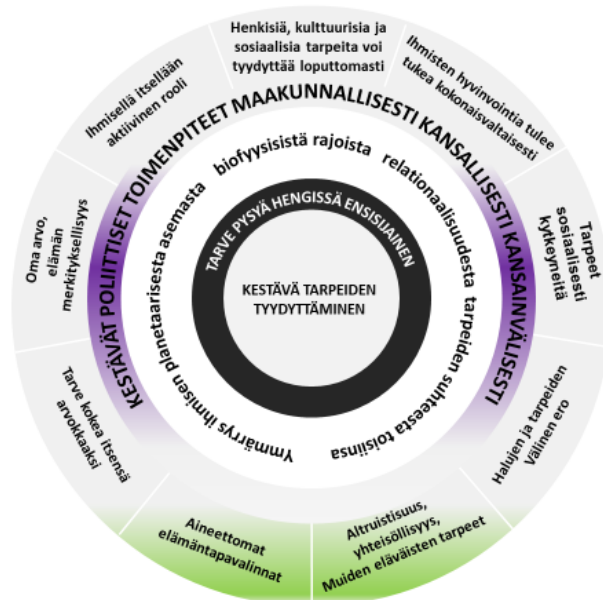 Henkisiä, kulttuurisia ja
sosiaalisia tarpeita voi
tyydyttää loputtomasti
Ihmisten hyvinvointia tulee
tukea kokonaisvaltaisesti
Tarpeet
sosiaalisesti
kytkeyneitä
Halujen ja tarpeiden
Välinen ero
Altruistisuus,
yhteisöllisyys,
Muiden eläväisten tarpeet
Aineettomat
elämäntapavalinnat
Tarve kokea itsensä
arvokkaaksi
Oma arvo,
elämän
merkityksellisyys
Ihmisellä itsellään
aktiivinen rooli
KESTÄVÄT POLIITTISET TOIMENPITEET MAAKUNNALLISESTI KANSALLISESTI KANSAINVÄLISESTI
Ymmärrys ihmisen planetaarisesta asemasta biofyysisistä rajoista relationaalisuudesta tarpeiden suhteesta toisiinsa
TARVE PYSYÄ HENGISSÄ ENSISIJAINEN
KESTÄVÄ TARPEIDEN
TYYDYTTÄMINEN